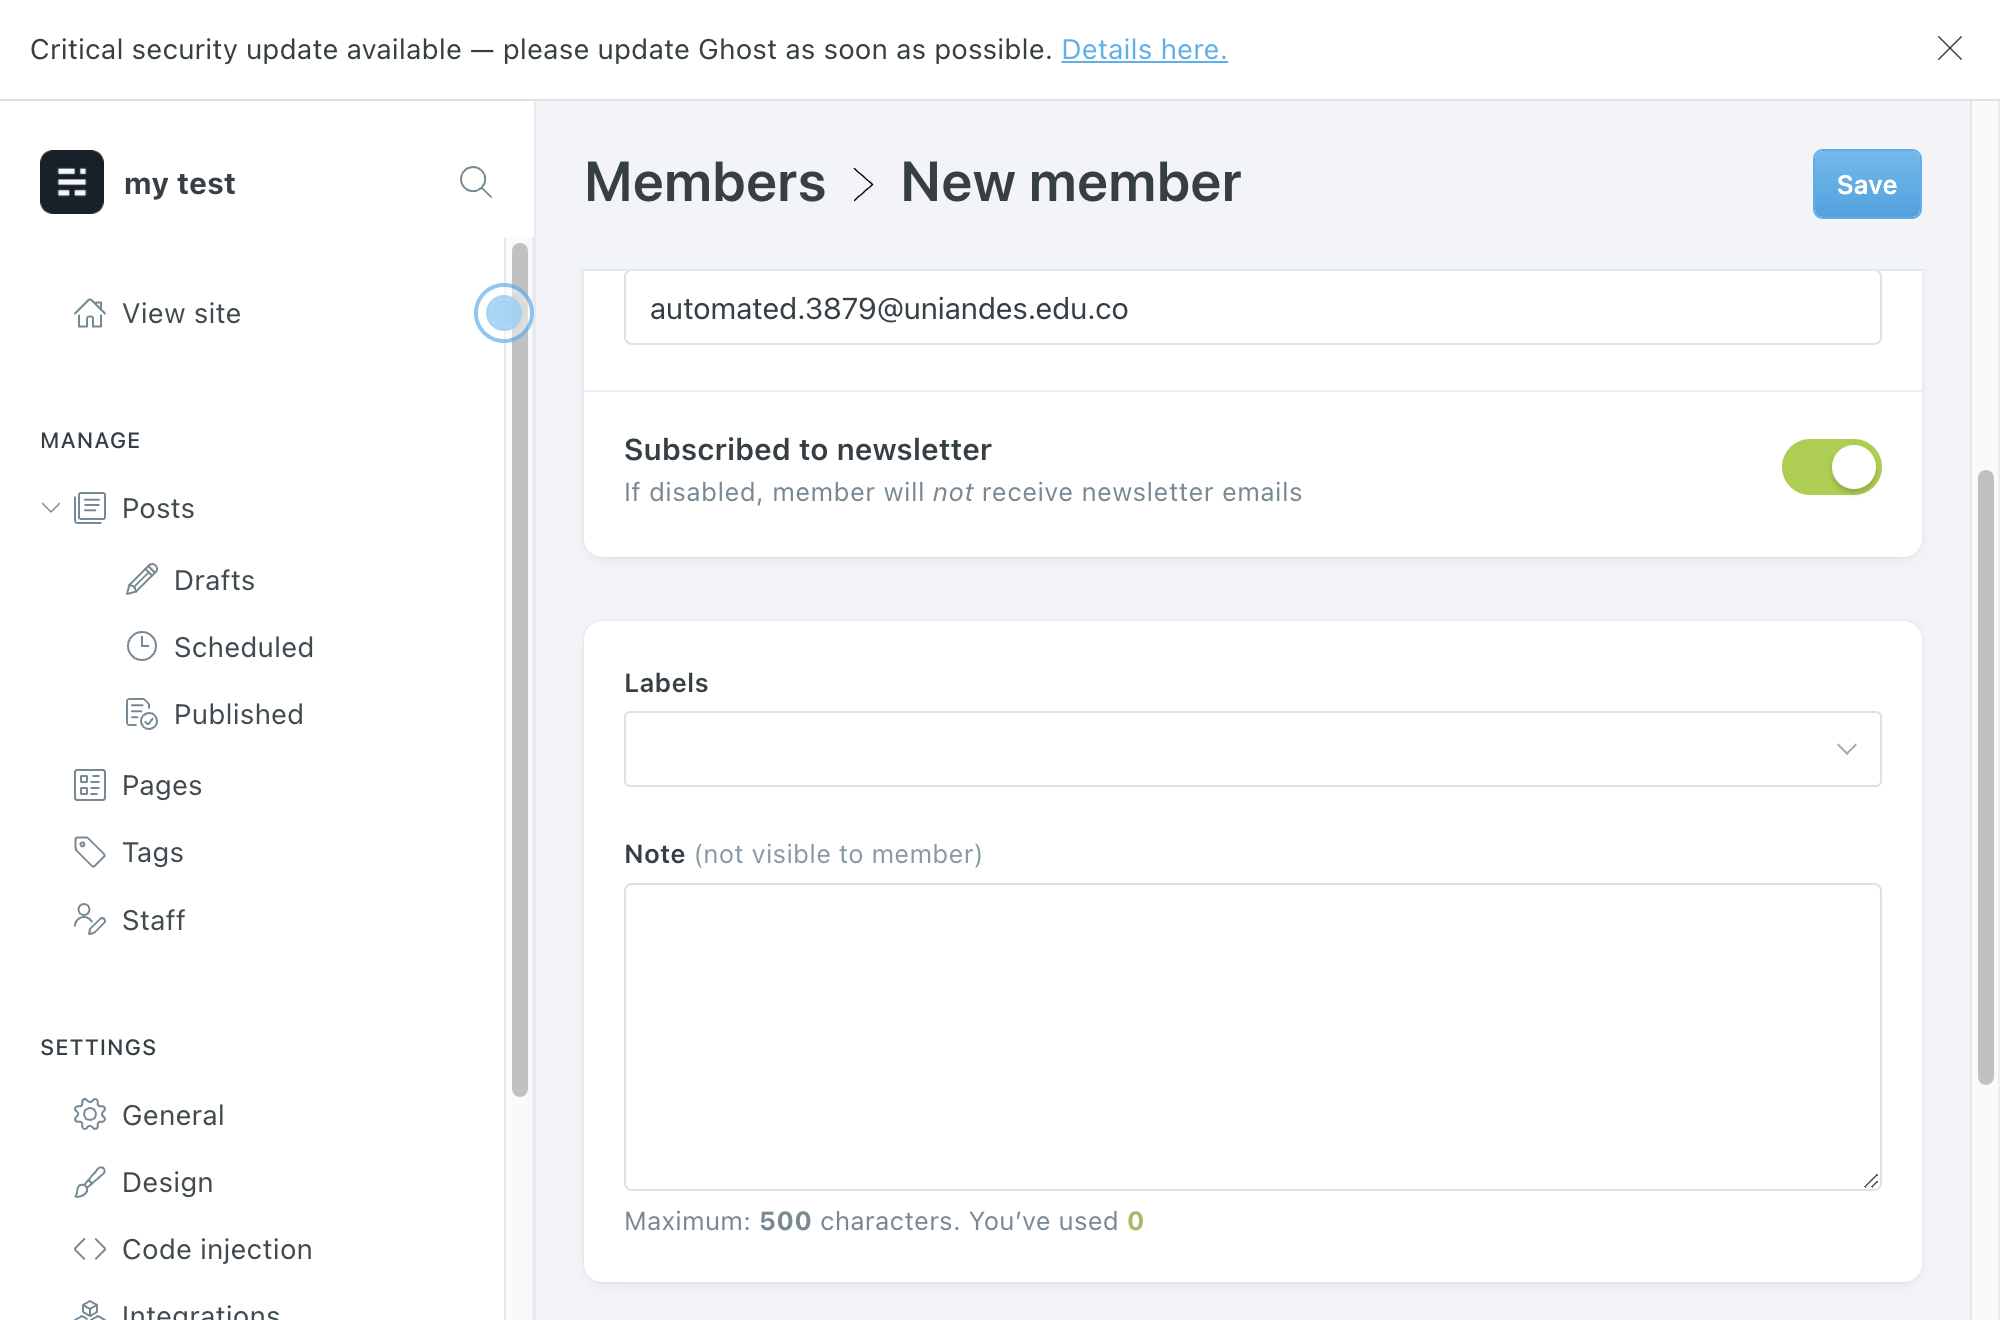 Critical security update available — please update Ghost as soon as possible. Details here.
my test
View site
MANAGE
Posts
Drafts
Scheduled
Published
Pages
Tags
Staff
SETTINGS
General
Design
Code injection
Integrations
Members > New member
Save
automated.3879@uniandes.edu.co
Subscribed to newsletter
If disabled, member will not receive newsletter emails
Labels
Note (not visible to member)
Maximum: 500 characters. You’ve used 0